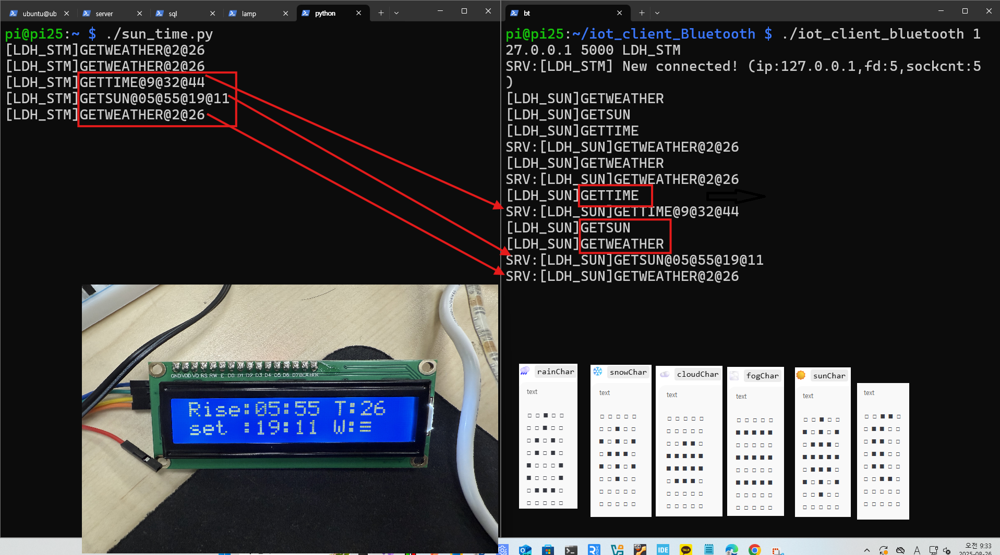 ubuntu@ub
server
sql
lamp
python
pi@pi25:~ $ ./sun_time.py
[LDH_STM]GETWEATHER@2@26
[LDH_STM]GETWEATHER@2@26
[LDH_STM]GETTIME@9@32@44
[LDH_STM]GETSUN@05@55@19@11
[LDH_STM]GETWEATHER@2@26
bt
pi@pi25:~/iot_client_Bluetooth $ ./iot_client_bluetooth 1
27.0.0.1 5000 LDH_STM
SRV:[LDH_STM] New connected! (ip:127.0.0.1,fd:5,sockcnt:5
)
[LDH_SUN]GETWEATHER
[LDH_SUN]GETSUN
[LDH_SUN]GETTIME
SRV:[LDH_SUN]GETWEATHER@2@26
[LDH_SUN]GETWEATHER
SRV:[LDH_SUN]GETWEATHER@2@26
[LDH_SUN]GETTIME
SRV:[LDH_SUN]GETTIME@9@32@44
[LDH_SUN]GETSUN
[LDH_SUN]GETWEATHER
SRV:[LDH_SUN]GETSUN@05@55@19@11
SRV:[LDH_SUN]GETWEATHER@2@26
GND VDD VO RS RW E D0 D1 D2 D3 D4 D5 D6 D7 BLA BLK
Rise:05:55 T:26
set :19:11 W:
rainChar
text
snowChar
text
cloudChar
text
fogChar
text
sunChar
text
text
IDE
TALK
A
오전 9:33
2025-08-26